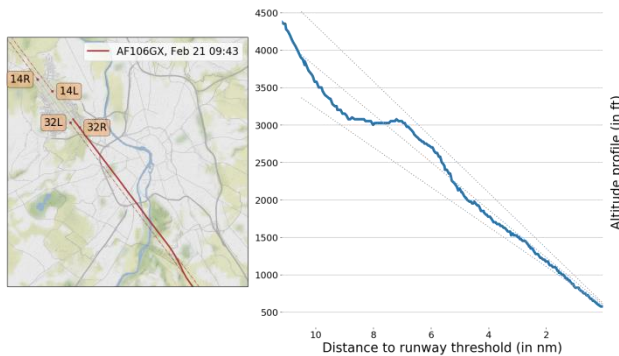 AF106GX, Feb 21 09:43
14R
14L
32L
32R
4500
4000
3500
3000
2500
2000
1500
1000
500
10
8
6
4
2
Distance to runway threshold (in nm)
Altitude profile (in ft)